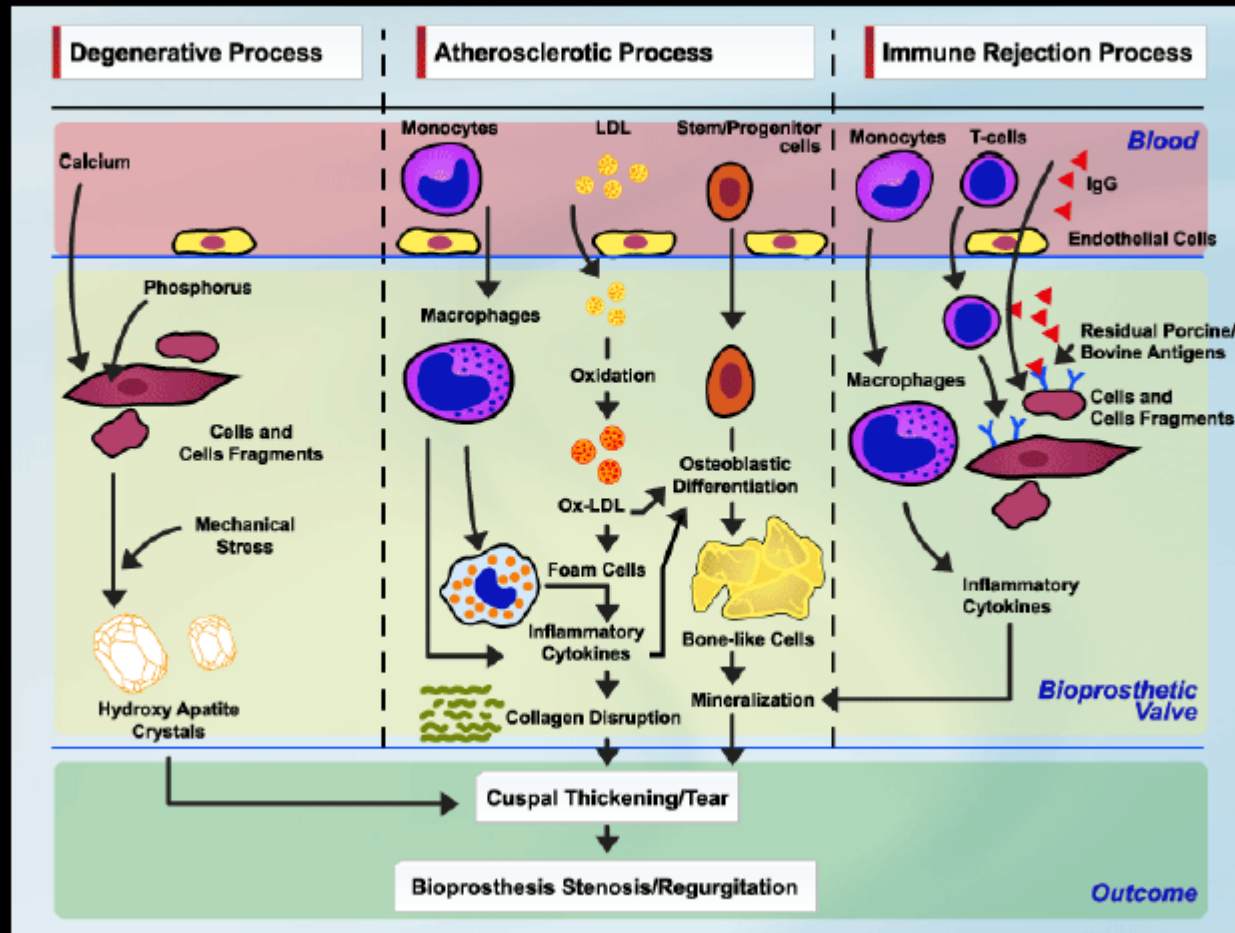 Degenerative Process
Atherosclerotic Process
Immune Rejection Process
Blood
Calcium
Monocytes
LDL
Stem/Progenitor
cells
Monocytes
T-cells
IgG
Endothelial Cells
Phosphorus
Cells and
Cells Fragments
Mechanical
Stress
Hydroxy Apatite
Crystals
Macrophages
Oxidation
Ox-LDL
Foam Cells
Inflammatory
Cytokines
Collagen Disruption
Osteoblastic
Differentiation
Bone-like Cells
Mineralization
Macrophages
Residual Porcine/
Bovine Antigens
Cells and
Cells Fragments
Inflammatory
Cytokines
Bioprosthetic
Valve
Cuspal Thickening/Tear
Bioprosthesis Stenosis/Regurgitation
Outcome